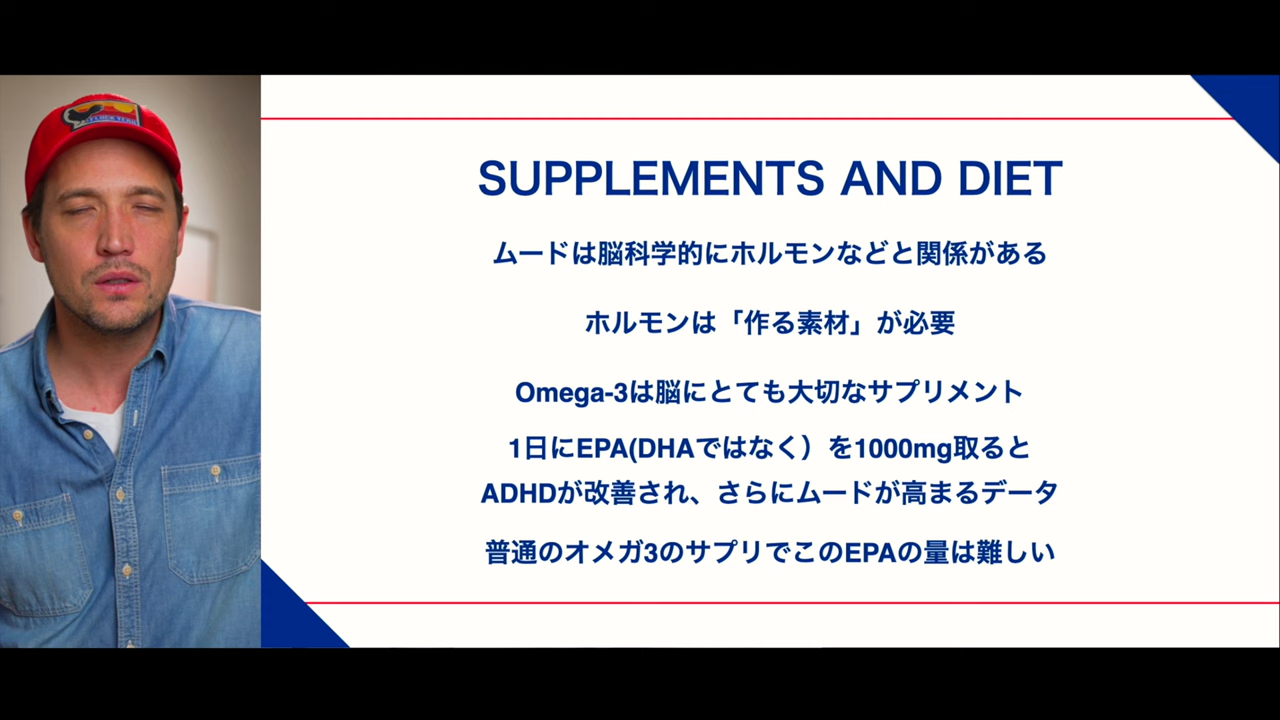 SUPPLEMENTS AND DIET
ムードは脳科学的にホルモンなどと関係がある
ホルモンは「作る素材」が必要
Omega-3は脳にとても大切なサプリメント
1日にEPA(DHAではなく）を1000mg取ると
ADHDが改善され、さらにムードが高まるデータ
普通のオメガ3のサプリでこのEPAの量は難しい